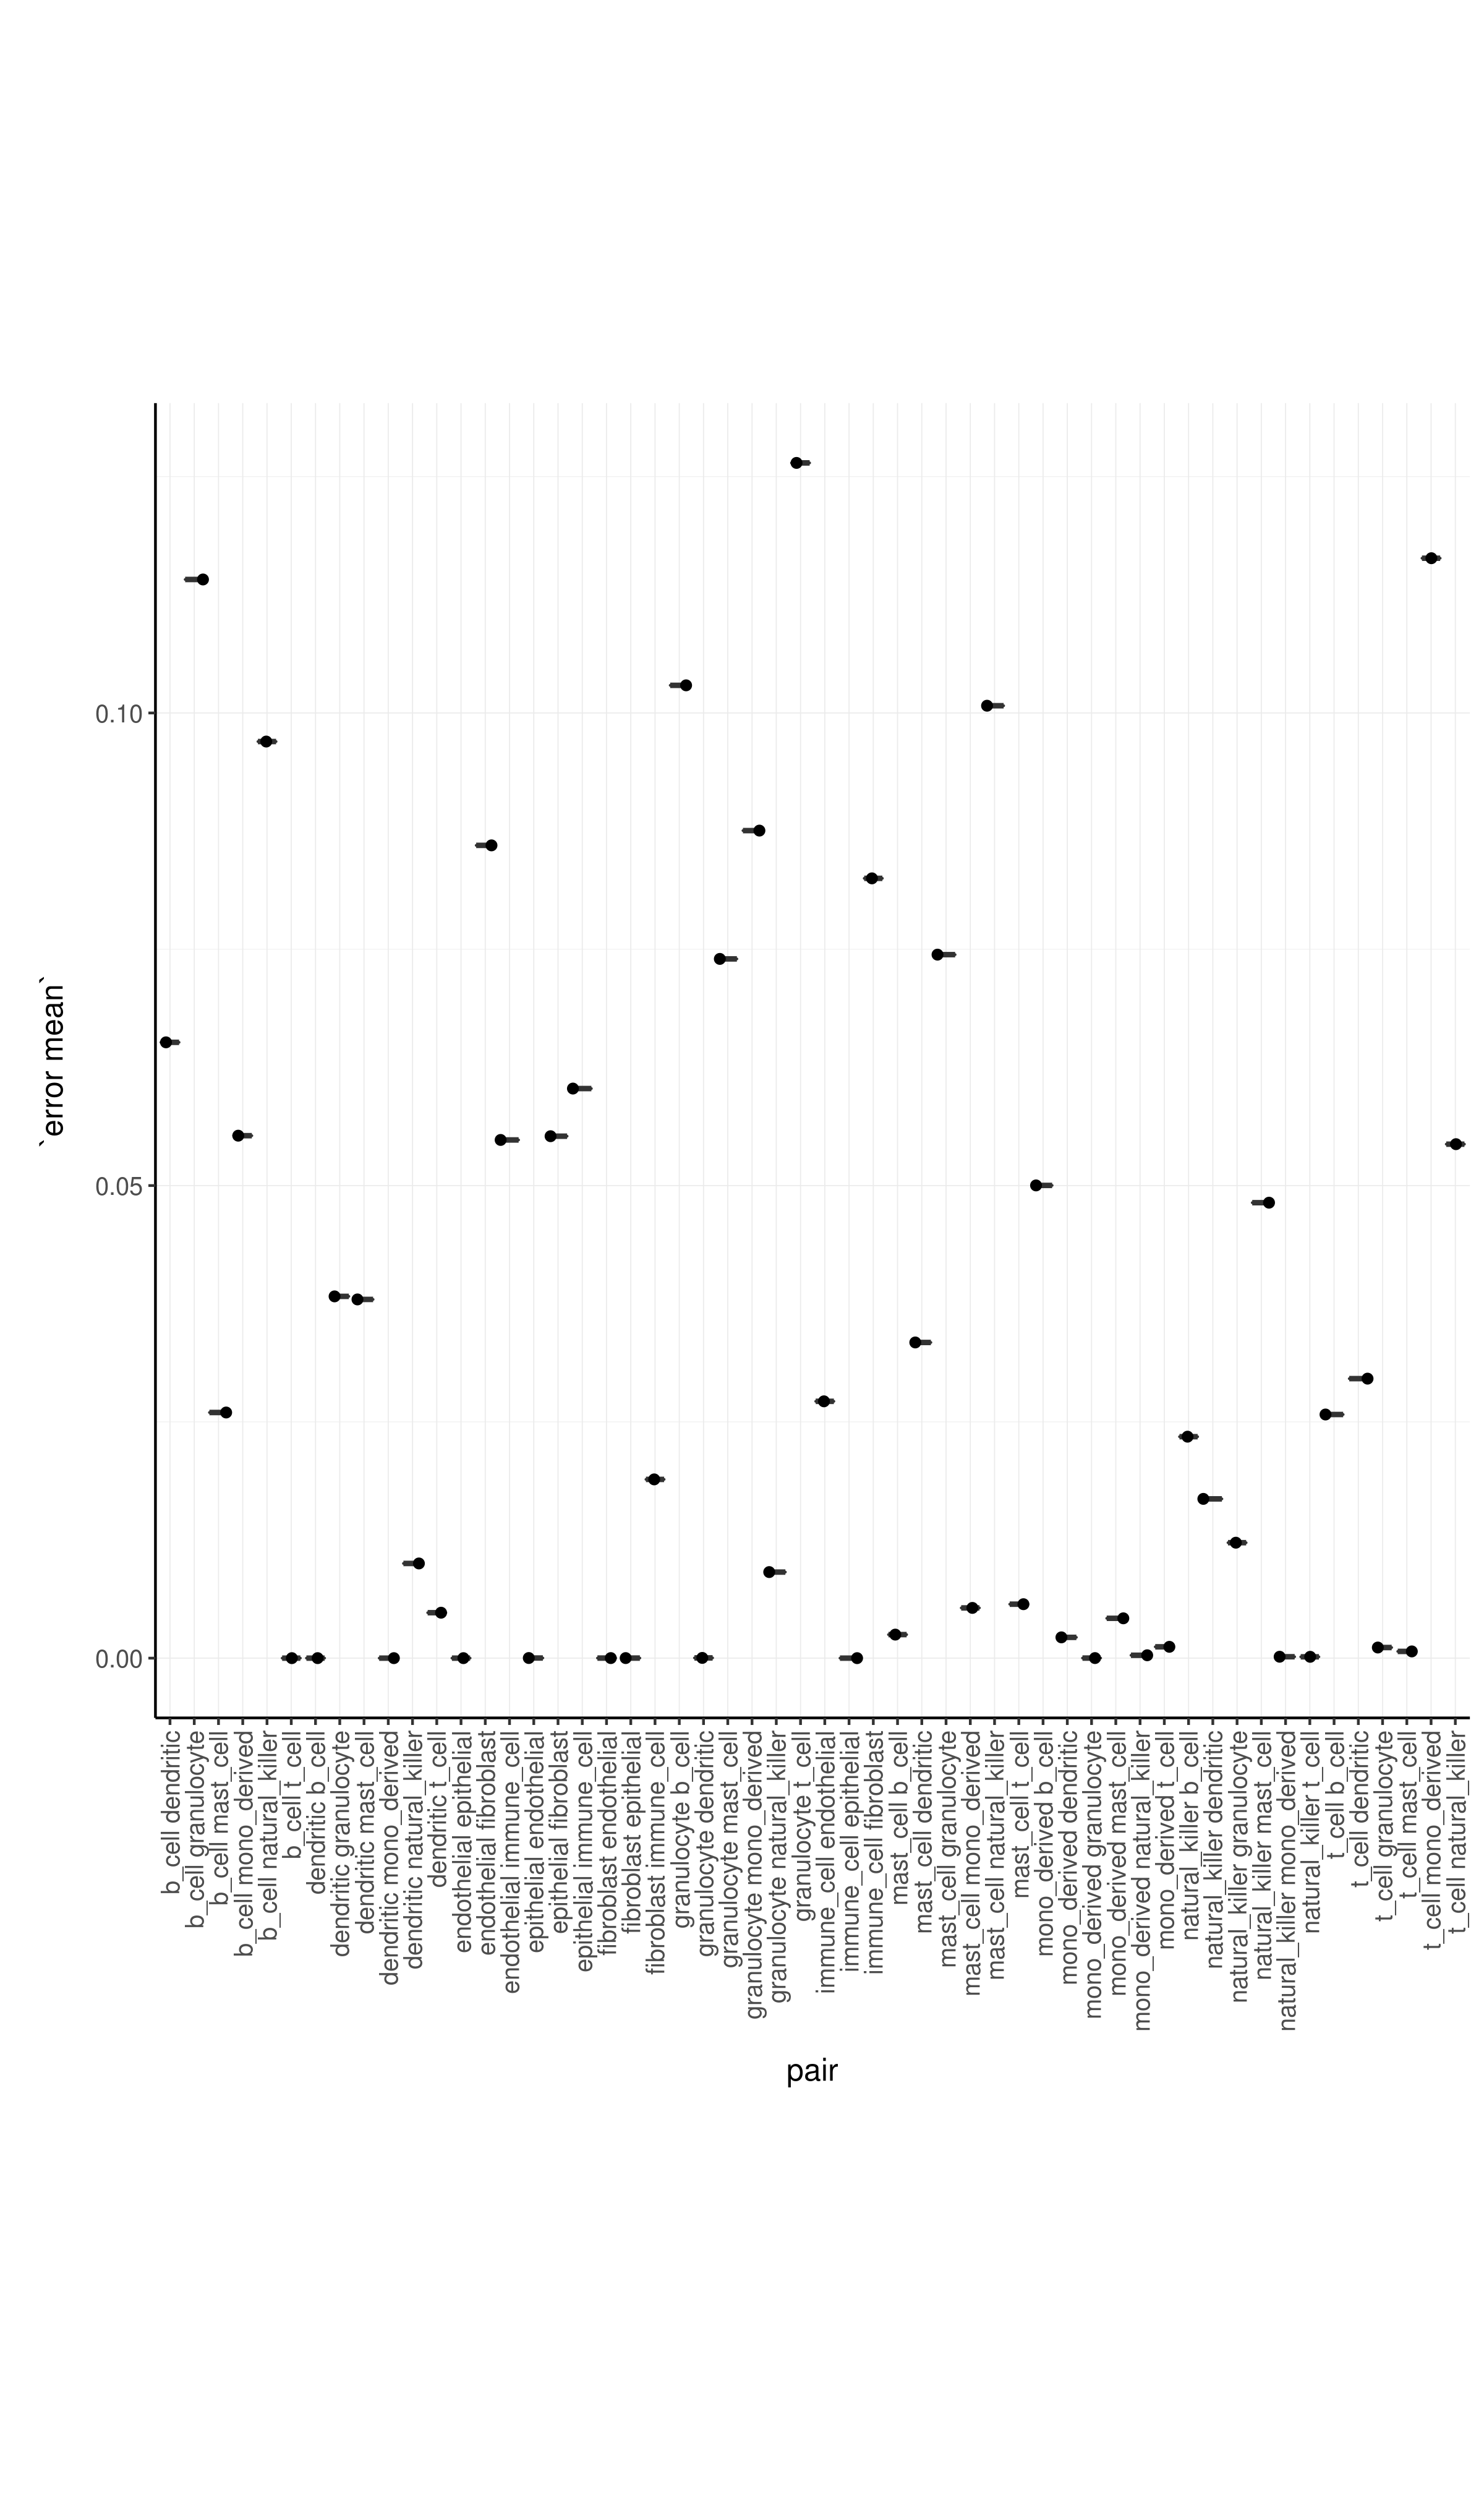 `error mean`
0.10
0.05
0.00
b_cell dendritic
b_cell granulocyte
b_cell mast_cell
b_cell mono_derived
b_cell natural_killer
b_cell t_cell
dendritic b_cell
dendritic granulocyte
dendritic mast_cell
dendritic mono_derived
dendritic natural_killer
dendritic t_cell
endothelial epithelial
endothelial fibroblast
endothelial immune_cell
epithelial endothelial
epithelial fibroblast
epithelial immune_cell
fibroblast endothelial
fibroblast epithelial
fibroblast immune_cell
granulocyte b_cell
granulocyte dendritic
granulocyte mast_cell
granulocyte mono_derived
granulocyte natural_killer
granulocyte t_cell
immune_cell endothelial
immune_cell epithelial
immune_cell fibroblast
mast_cell b_cell
mast_cell dendritic
mast_cell granulocyte
mast_cell mono_derived
mast_cell natural_killer
mast_cell t_cell
mono_derived b_cell
mono_derived dendritic
mono_derived granulocyte
mono_derived mast_cell
mono_derived natural_killer
mono_derived t_cell
natural_killer b_cell
natural_killer dendritic
natural_killer granulocyte
natural_killer mast_cell
natural_killer mono_derived
natural_killer t_cell
t_cell b_cell
t_cell dendritic
t_cell granulocyte
t_cell mast_cell
t_cell mono_derived
t_cell natural_killer
pair